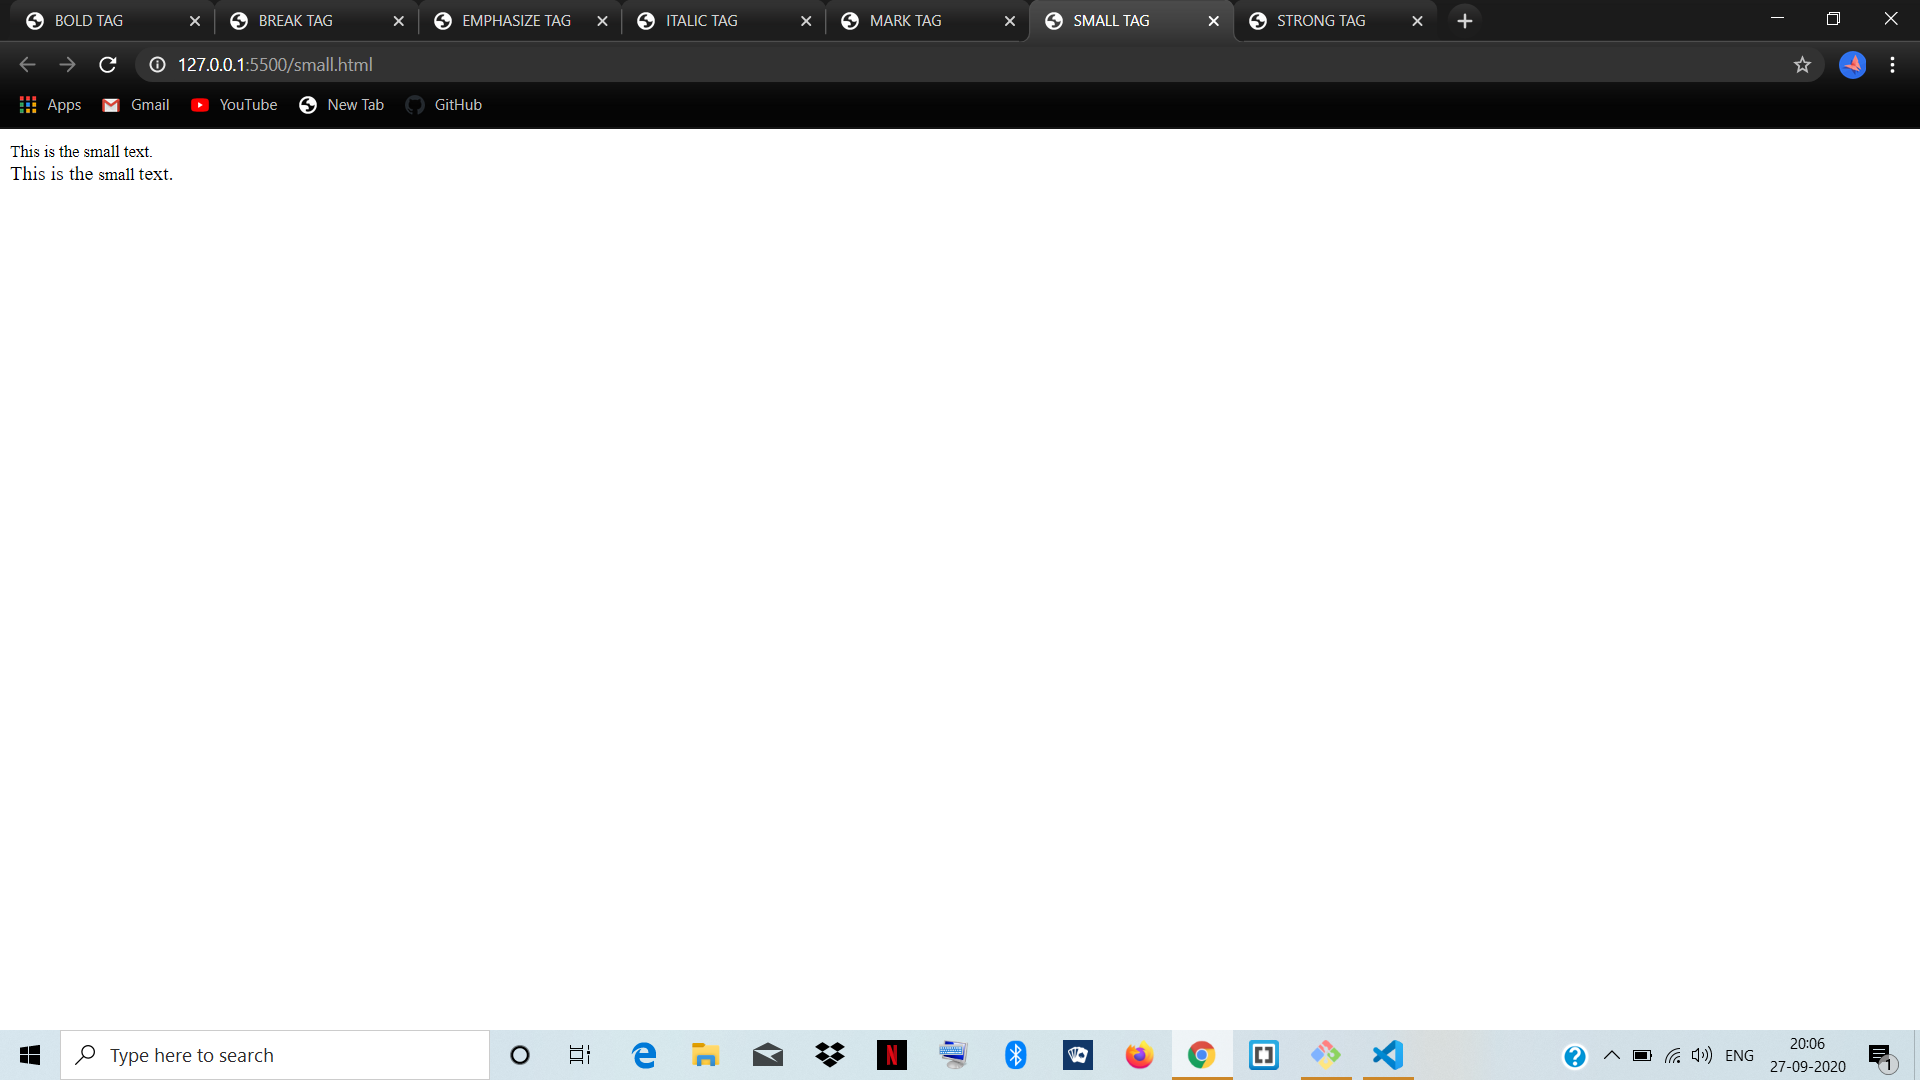 BOLD TAG BREAK TAG EMPHASIZE TAG ITALIC TAG MARK TAG SMALL TAG STRONG TAG
127.0.0.1:5500/small.html
Apps Gmail YouTube New Tab GitHub
This is the small text.
This is the small text.
Type here to search
N
ENG
20:06
27-09-2020
1